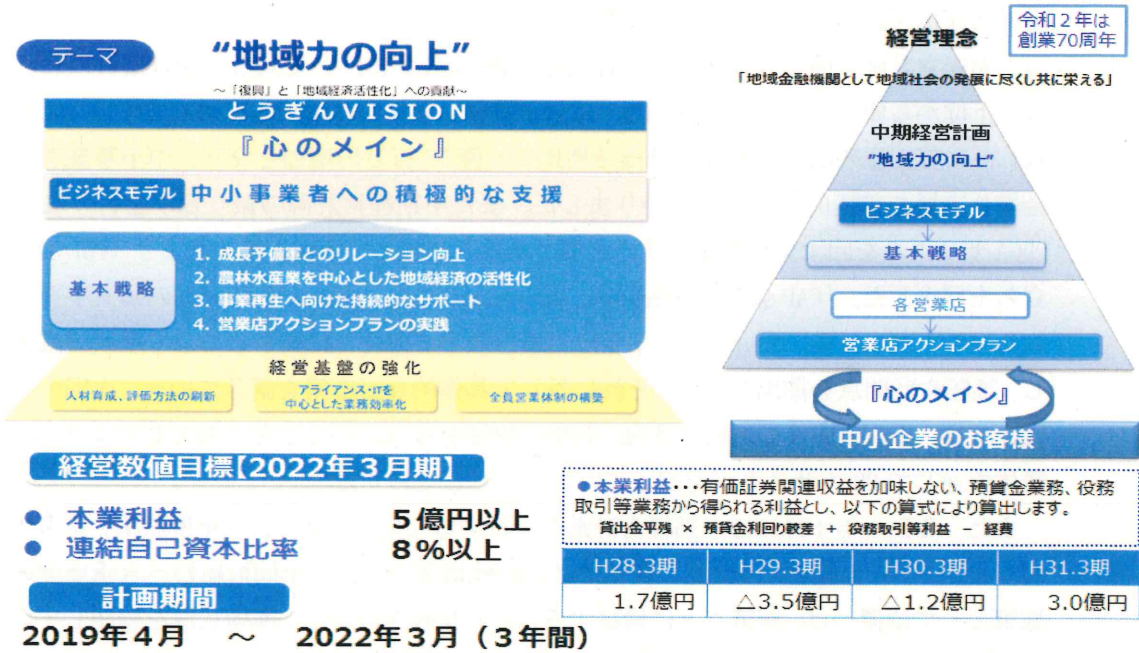 テーマ
“地域力の向上”
～「復興」と「地域経済活性化」への貢献～
とうぎんVISION
『心のメイン』
ビジネスモデル 中小事業者への積極的な支援
基本戦略
1. 成長予備軍とのリレーション向上
2. 農林水産業を中心とした地域経済の活性化
3. 事業再生へ向けた持続的なサポート
4. 営業店アクションプランの実践
経営基盤の強化
人材育成、評価方法の刷新
アライアンス・ITを
中心とした業務効率化
全員営業体制の構築
経営数値目標【2022年3月期】
● 本業利益 5億円以上
● 連結自己資本比率 8%以上
計画期間
2019年4月 ～ 2022年3月（3年間）
令和2年は
創業70周年
経営理念
「地域金融機関として地域社会の発展に尽くし共に栄える」
中期経営計画
“地域力の向上”
ビジネスモデル
基本戦略
各営業店
営業店アクションプラン
『心のメイン』
中小企業のお客様
●本業利益･･･有価証券関連収益を加味しない、預貸金業務、役務
取引等業務から得られる利益とし、以下の算式により算出します。
貸出金平残 × 預貸金利回り較差 + 役務取引等利益 − 経費
H28.3期 H29.3期 H30.3期 H31.3期
1.7億円 △3.5億円 △1.2億円 3.0億円